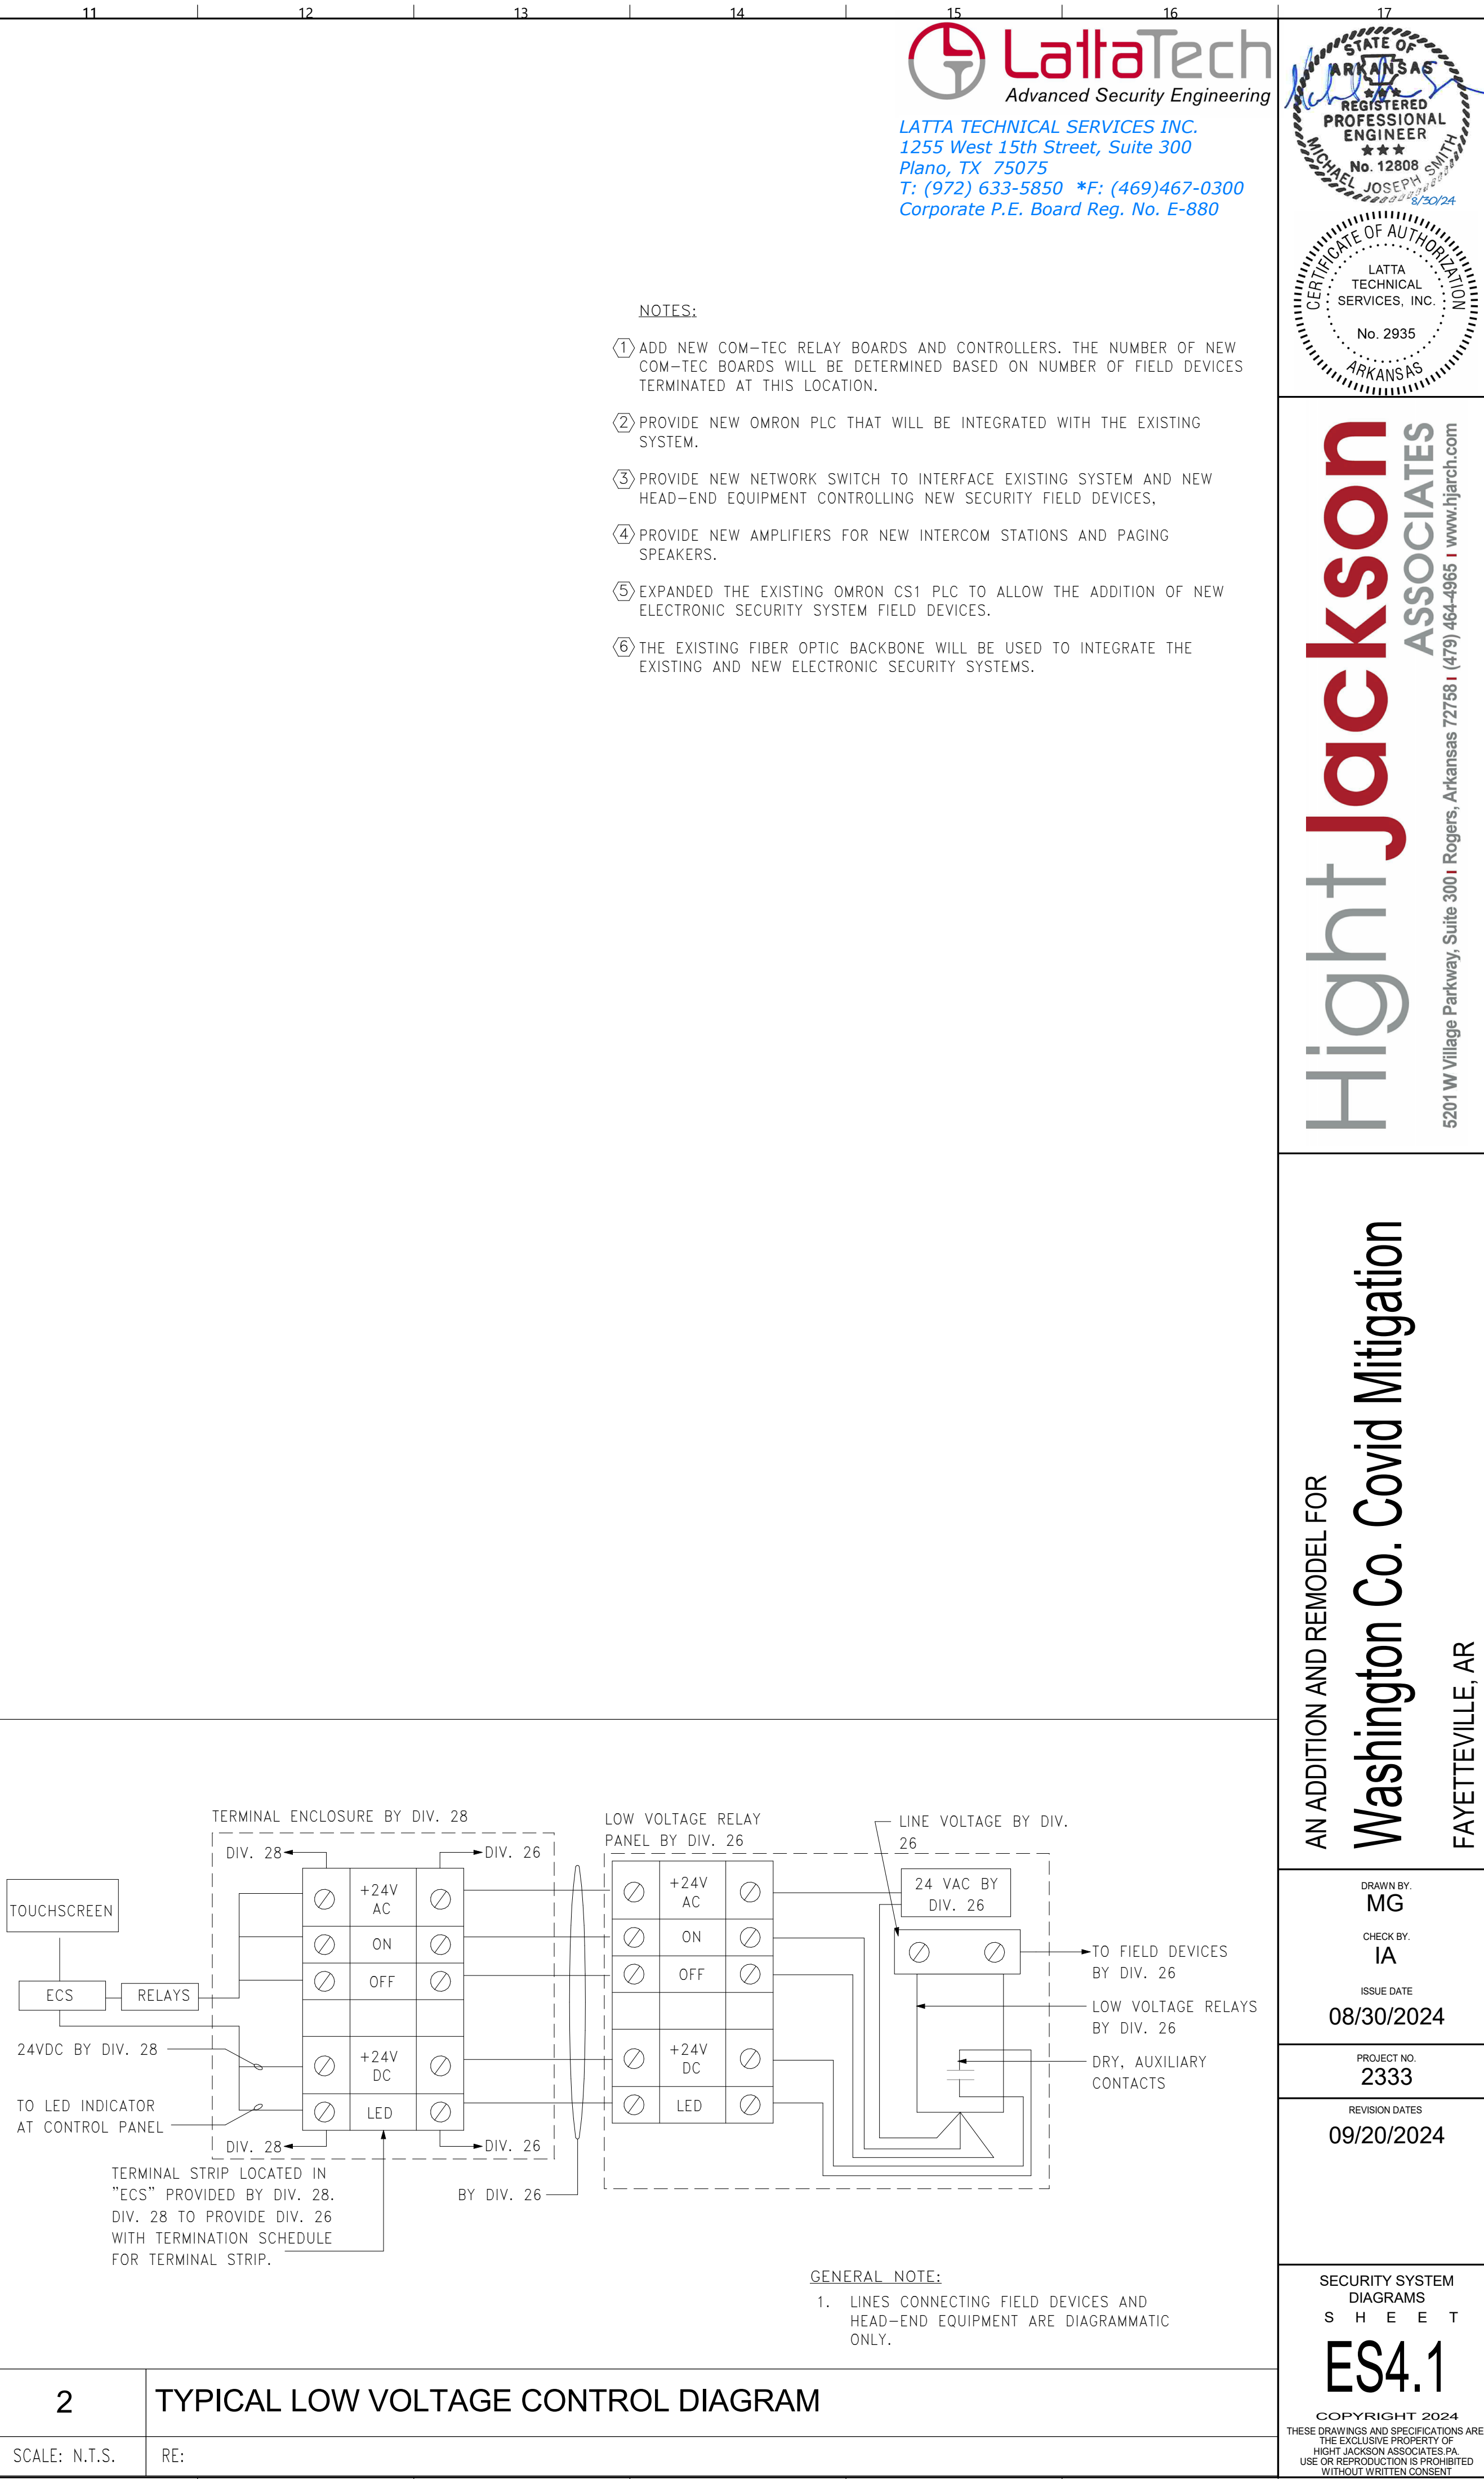 11 12 13 14 15 16 17
LattaTech
Advanced Security Engineering
LATTA TECHNICAL SERVICES INC.
1255 West 15th Street, Suite 300
Plano, TX 75075
T: (972) 633-5850 *F: (469)467-0300
Corporate P.E. Board Reg. No. E-880
STATE OF
ARKANSAS
REGISTERED
PROFESSIONAL
ENGINEER
★★★
No. 12808
MICHAEL JOSEPH SMITH
8/30/24
CERTIFICATE OF AUTHORIZATION
LATTA
TECHNICAL
SERVICES, INC.
No. 2935
ARKANSAS
NOTES:
1 ADD NEW COM-TEC RELAY BOARDS AND CONTROLLERS. THE NUMBER OF NEW
COM-TEC BOARDS WILL BE DETERMINED BASED ON NUMBER OF FIELD DEVICES
TERMINATED AT THIS LOCATION.
2 PROVIDE NEW OMRON PLC THAT WILL BE INTEGRATED WITH THE EXISTING
SYSTEM.
3 PROVIDE NEW NETWORK SWITCH TO INTERFACE EXISTING SYSTEM AND NEW
HEAD-END EQUIPMENT CONTROLLING NEW SECURITY FIELD DEVICES,
4 PROVIDE NEW AMPLIFIERS FOR NEW INTERCOM STATIONS AND PAGING
SPEAKERS.
5 EXPANDED THE EXISTING OMRON CS1 PLC TO ALLOW THE ADDITION OF NEW
ELECTRONIC SECURITY SYSTEM FIELD DEVICES.
6 THE EXISTING FIBER OPTIC BACKBONE WILL BE USED TO INTEGRATE THE
EXISTING AND NEW ELECTRONIC SECURITY SYSTEMS.
Hight Jackson
ASSOCIATES
5201 W Village Parkway, Suite 300 I Rogers, Arkansas 72758 I (479) 464-4965 I www.hjarch.com
AN ADDITION AND REMODEL FOR
Washington Co. Covid Mitigation
FAYETTEVILLE, AR
TERMINAL ENCLOSURE BY DIV. 28
DIV. 28
DIV. 26
TOUCHSCREEN
ECS
RELAYS
+24V
AC
ON
OFF
+24V
DC
LED
24VDC BY DIV. 28
TO LED INDICATOR
AT CONTROL PANEL
DIV. 28
DIV. 26
TERMINAL STRIP LOCATED IN
"ECS" PROVIDED BY DIV. 28.
DIV. 28 TO PROVIDE DIV. 26
WITH TERMINATION SCHEDULE
FOR TERMINAL STRIP.
BY DIV. 26
LOW VOLTAGE RELAY
PANEL BY DIV. 26
+24V
AC
ON
OFF
+24V
DC
LED
LINE VOLTAGE BY DIV.
26
24 VAC BY
DIV. 26
TO FIELD DEVICES
BY DIV. 26
LOW VOLTAGE RELAYS
BY DIV. 26
DRY, AUXILIARY
CONTACTS
GENERAL NOTE:
1. LINES CONNECTING FIELD DEVICES AND
HEAD-END EQUIPMENT ARE DIAGRAMMATIC
ONLY.
2
TYPICAL LOW VOLTAGE CONTROL DIAGRAM
SCALE: N.T.S.
RE:
DRAWN BY.
MG
CHECK BY.
IA
ISSUE DATE
08/30/2024
PROJECT NO.
2333
REVISION DATES
09/20/2024
SECURITY SYSTEM
DIAGRAMS
S H E E T
ES4.1
COPYRIGHT 2024
THESE DRAWINGS AND SPECIFICATIONS ARE
THE EXCLUSIVE PROPERTY OF
HIGHT JACKSON ASSOCIATES.PA.
USE OR REPRODUCTION IS PROHIBITED
WITHOUT WRITTEN CONSENT